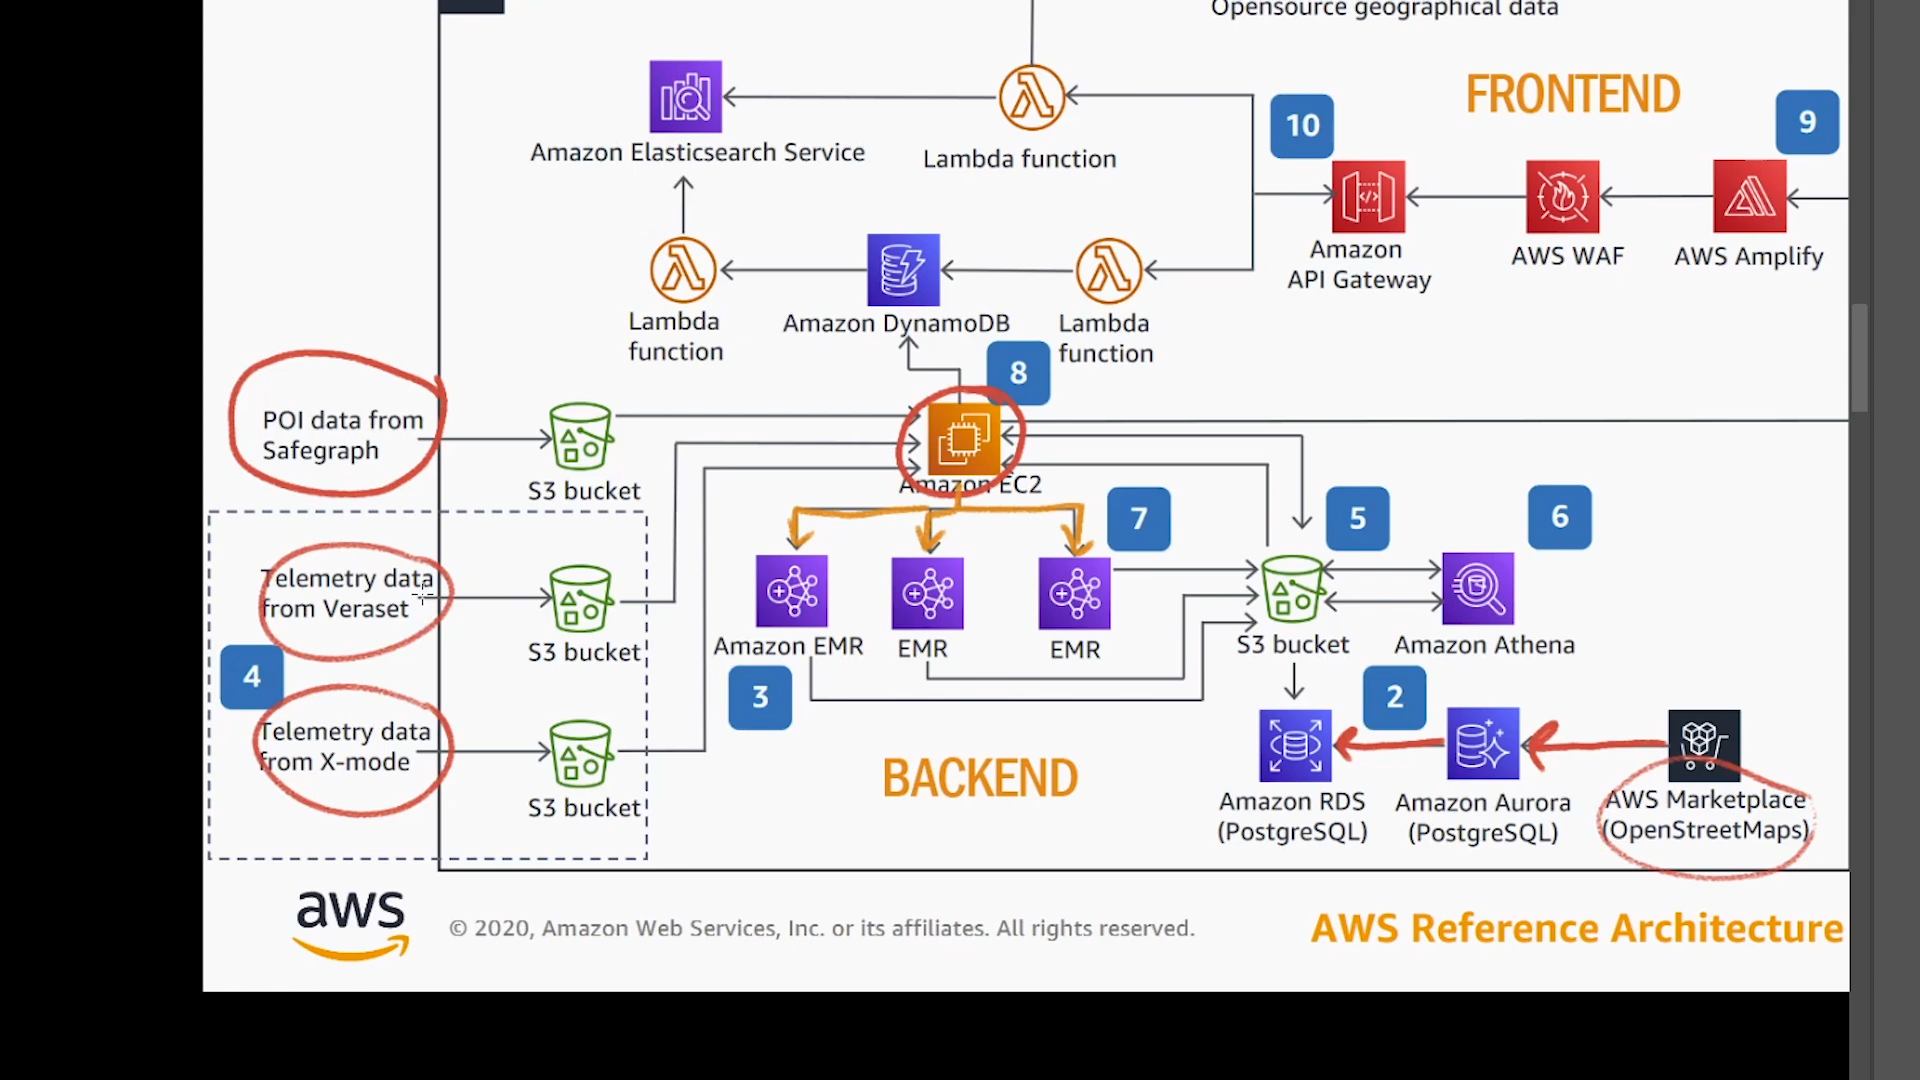 Opensource geographical data
FRONTEND
10
9
Amazon Elasticsearch Service
Lambda function
Amazon
API Gateway
AWS WAF
AWS Amplify
Lambda
function
Amazon DynamoDB
Lambda
function
8
POI data from
Safegraph
S3 bucket
Amazon EC2
7
5
6
Telemetry data
from Veraset
S3 bucket
Amazon EMR
EMR
EMR
S3 bucket
Amazon Athena
4
3
2
Telemetry data
from X-mode
S3 bucket
BACKEND
Amazon RDS
(PostgreSQL)
Amazon Aurora
(PostgreSQL)
AWS Marketplace
(OpenStreetMaps)
aws
© 2020, Amazon Web Services, Inc. or its affiliates. All rights reserved.
AWS Reference Architecture